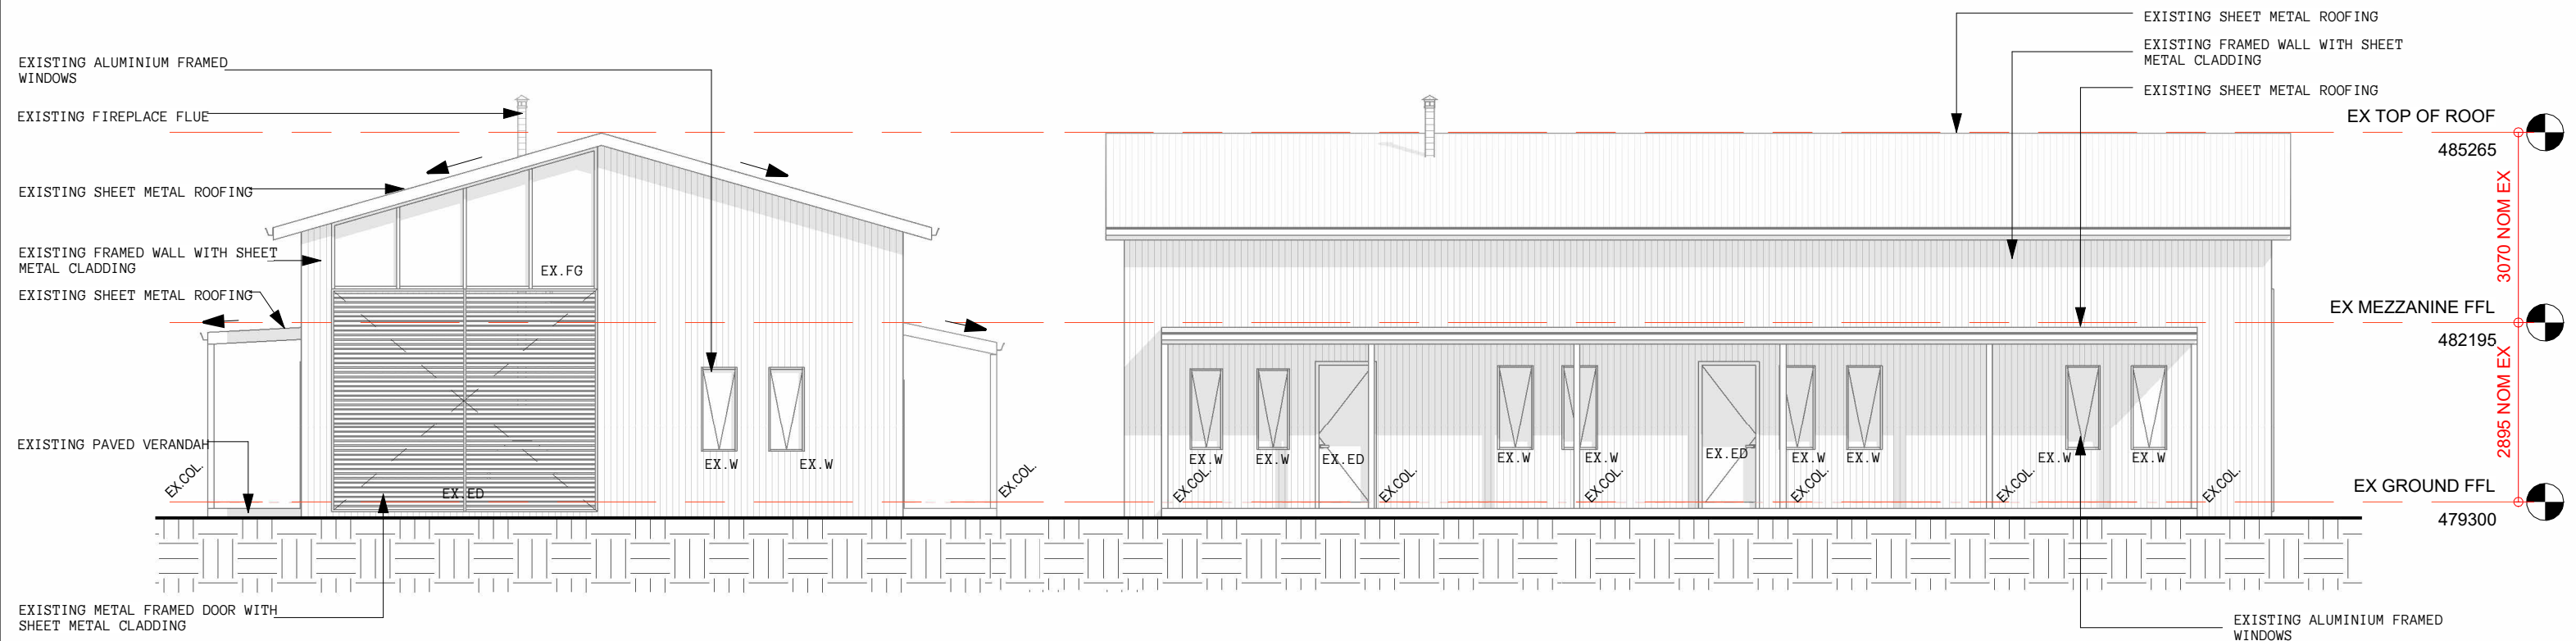 EXISTING ALUMINIUM FRAMED
WINDOWS
EXISTING FIREPLACE FLUE
EXISTING SHEET METAL ROOFING
EXISTING FRAMED WALL WITH SHEET
METAL CLADDING
EXISTING SHEET METAL ROOFING
EXISTING PAVED VERANDAH
EXISTING METAL FRAMED DOOR WITH
SHEET METAL CLADDING
EX.COL.
EX.FG
EX.ED
EX.W
EX.W
EX.COL.
EX.COL.
EX.W
EX.W
EX.ED
EX.COL.
EX.W
EX.W
EX.COL.
EX.ED
EX.W
EX.COL.
EX.W
EX.COL.
EX.W
EX.W
EX.COL.
EXISTING SHEET METAL ROOFING
EXISTING FRAMED WALL WITH SHEET
METAL CLADDING
EXISTING SHEET METAL ROOFING
EX TOP OF ROOF
485265
3070 NOM EX
EX MEZZANINE FFL
482195
2895 NOM EX
EX GROUND FFL
479300
EXISTING ALUMINIUM FRAMED
WINDOWS